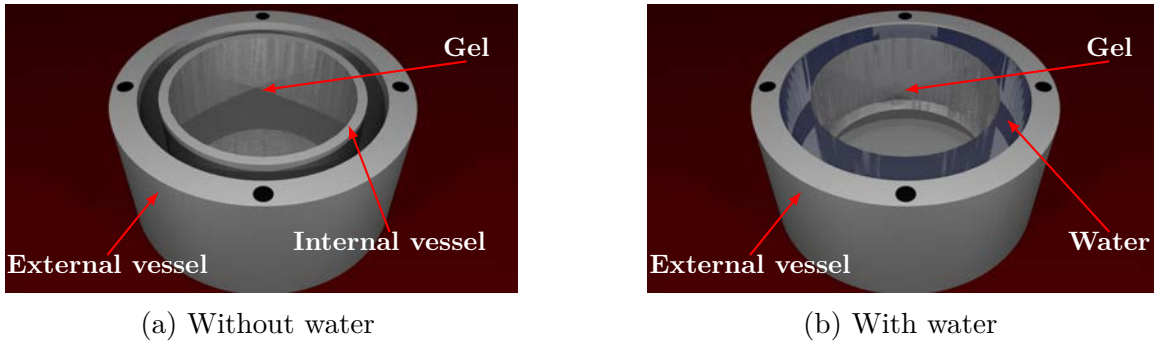 Gel
Internal vessel
External vessel
(a) Without water
Gel
Water
External vessel
(b) With water